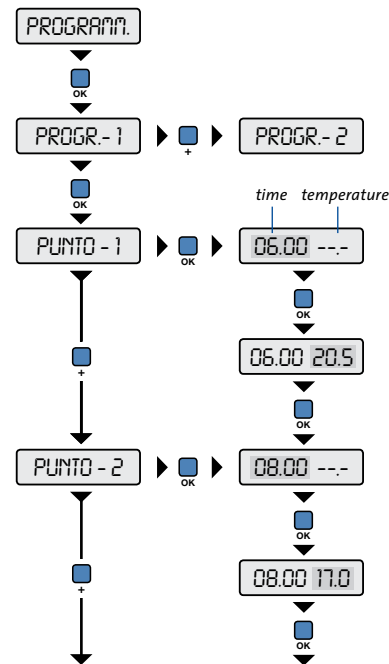 PROGRAMM.
OK
PROGR.- 1
+
PROGR.- 2
OK
time temperature
PUNTO - 1
OK
06.00 --.-
OK
+
06.00 20.5
OK
PUNTO - 2
OK
08.00 --.-
OK
+
08.00 17.0
OK